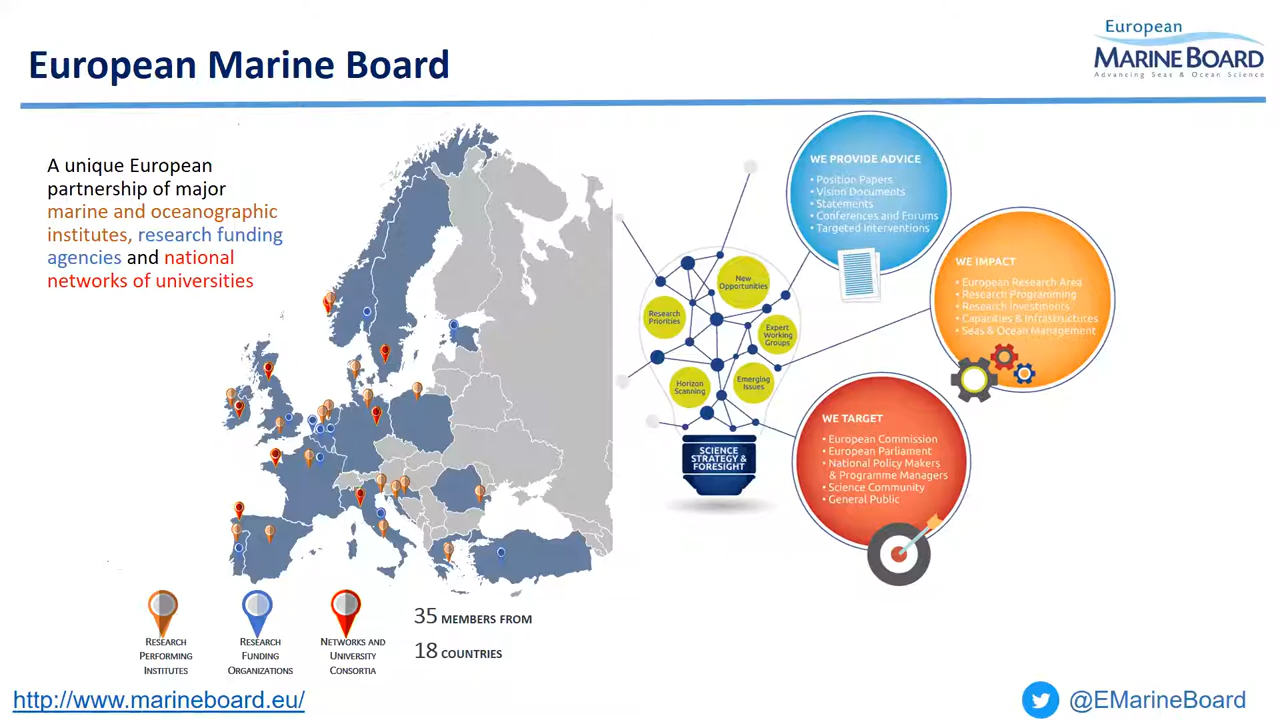 European Marine Board
European
MARINE BOARD
Advancing Seas & Ocean Science
A unique European
partnership of major
marine and oceanographic
institutes, research funding
agencies and national
networks of universities
WE PROVIDE ADVICE
• Position Papers
• Vision Documents
• Statements
• Conferences and Forums
• Targeted Interventions
WE IMPACT
• European Research Area
• Research Programming
• Research Investments
• Capacities & Infrastructures
• Seas & Ocean Management
New
Opportunities
Research
Priorities
Expert
Working
Groups
Horizon
Scanning
Emerging
Issues
SCIENCE
STRATEGY &
FORESIGHT
WE TARGET
• European Commission
• European Parliament
• National Policy Makers
& Programme Managers
• Science Community
• General Public
RESEARCH
PERFORMING
INSTITUTES
RESEARCH
FUNDING
ORGANIZATIONS
NETWORKS AND
UNIVERSITY
CONSORTIA
35 MEMBERS FROM
18 COUNTRIES
http://www.marineboard.eu/
@EMarineBoard